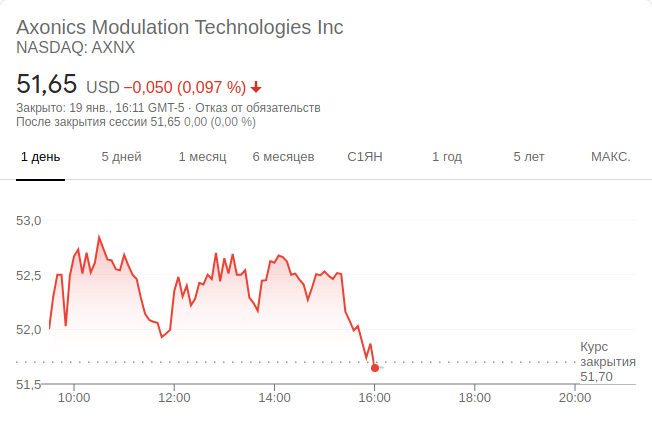 Axonics Modulation Technologies Inc
NASDAQ: AXNX
51,65 USD −0,050 (0,097 %)
Закрыто: 19 янв., 16:11 GMT-5 · Отказ от обязательств
После закрытия сессии 51,65 0,00 (0,00 %)
1 день 5 дней 1 месяц 6 месяцев С1ЯН 1 год 5 лет МАКС.
53,0
52,5
52,0
Курс
закрытия
51,70
51,5
10:00 12:00 14:00 16:00 18:00 20:00